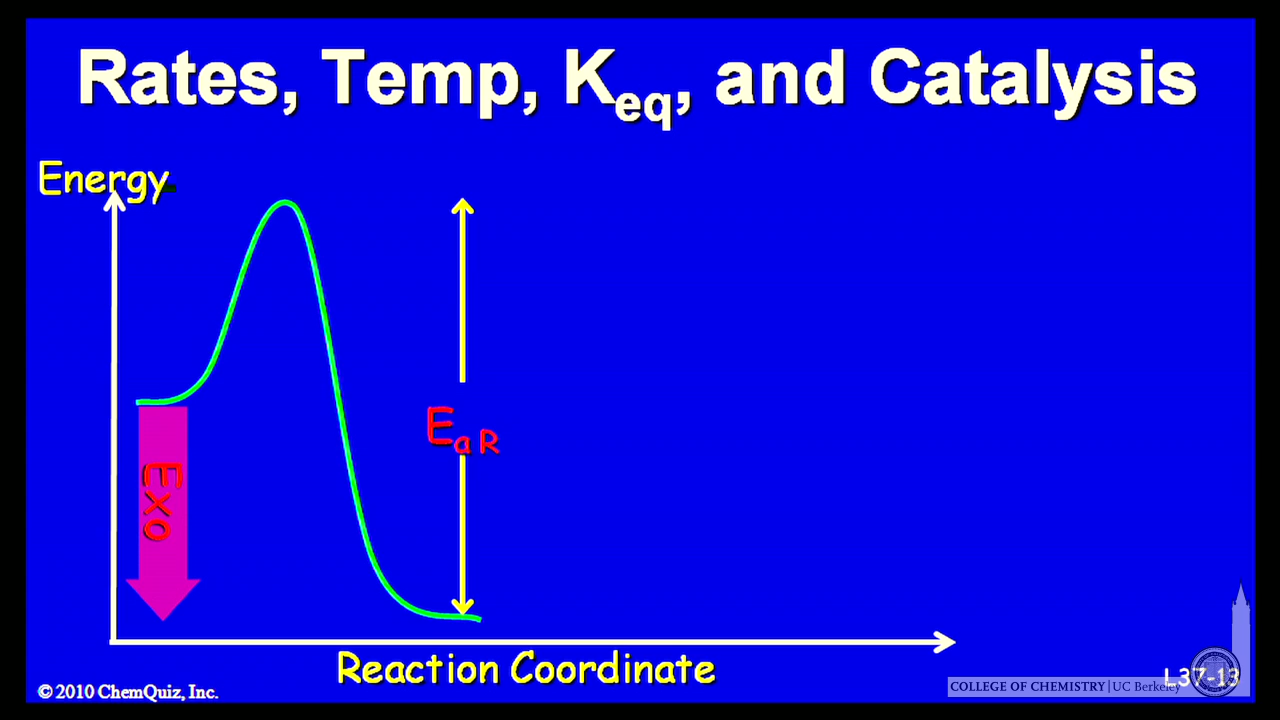 Rates, Temp, Keq, and Catalysis
Energy
Exo
Ea R
Reaction Coordinate
© 2010 ChemQuiz, Inc.
L37-13
COLLEGE OF CHEMISTRY | UC Berkeley